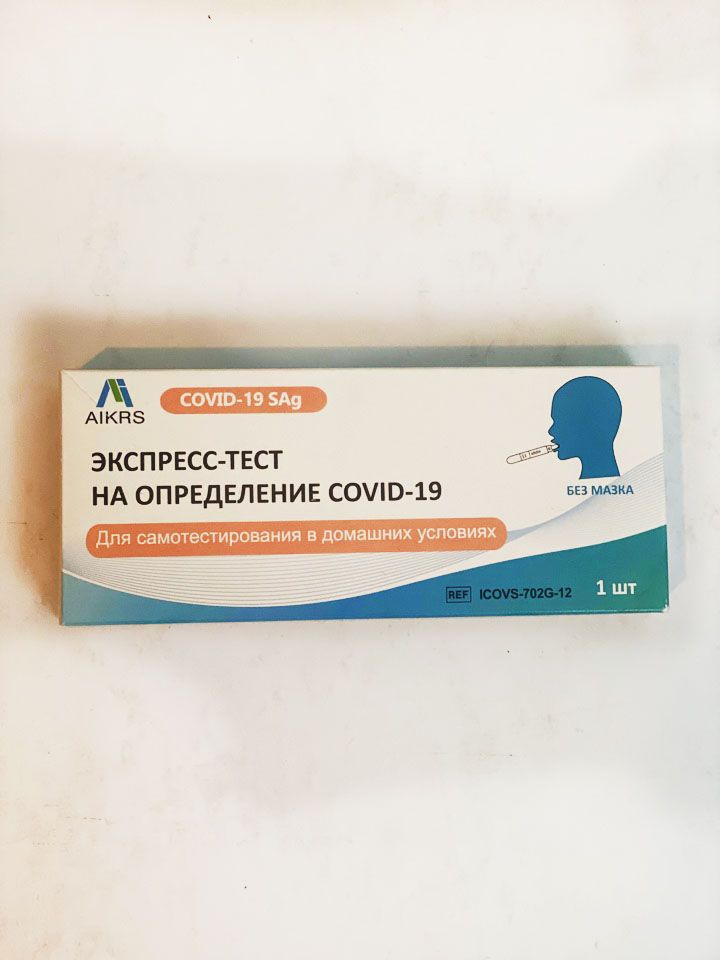 AIKRS
COVID-19 SAg
ЭКСПРЕСС-ТЕСТ
НА ОПРЕДЕЛЕНИЕ COVID-19
Для самотестирования в домашних условиях
БЕЗ МАЗКА
REF ICOVS-702G-12
1 шт